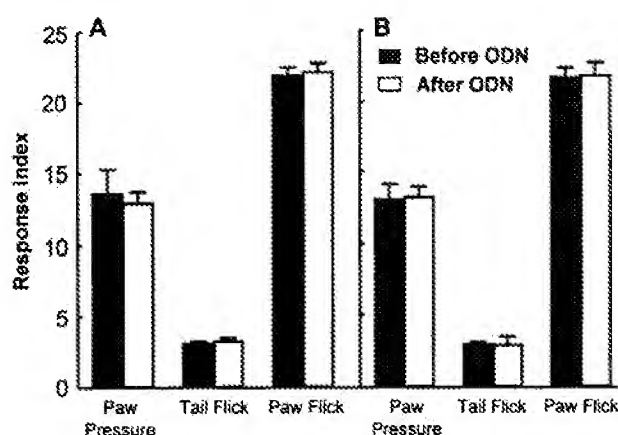 A
B
Before ODN
After ODN
Response Index
25
20
15
10
5
0
Paw Pressure
Tail Flick
Paw Flick
Paw Pressure
Tail Flick
Paw Flick